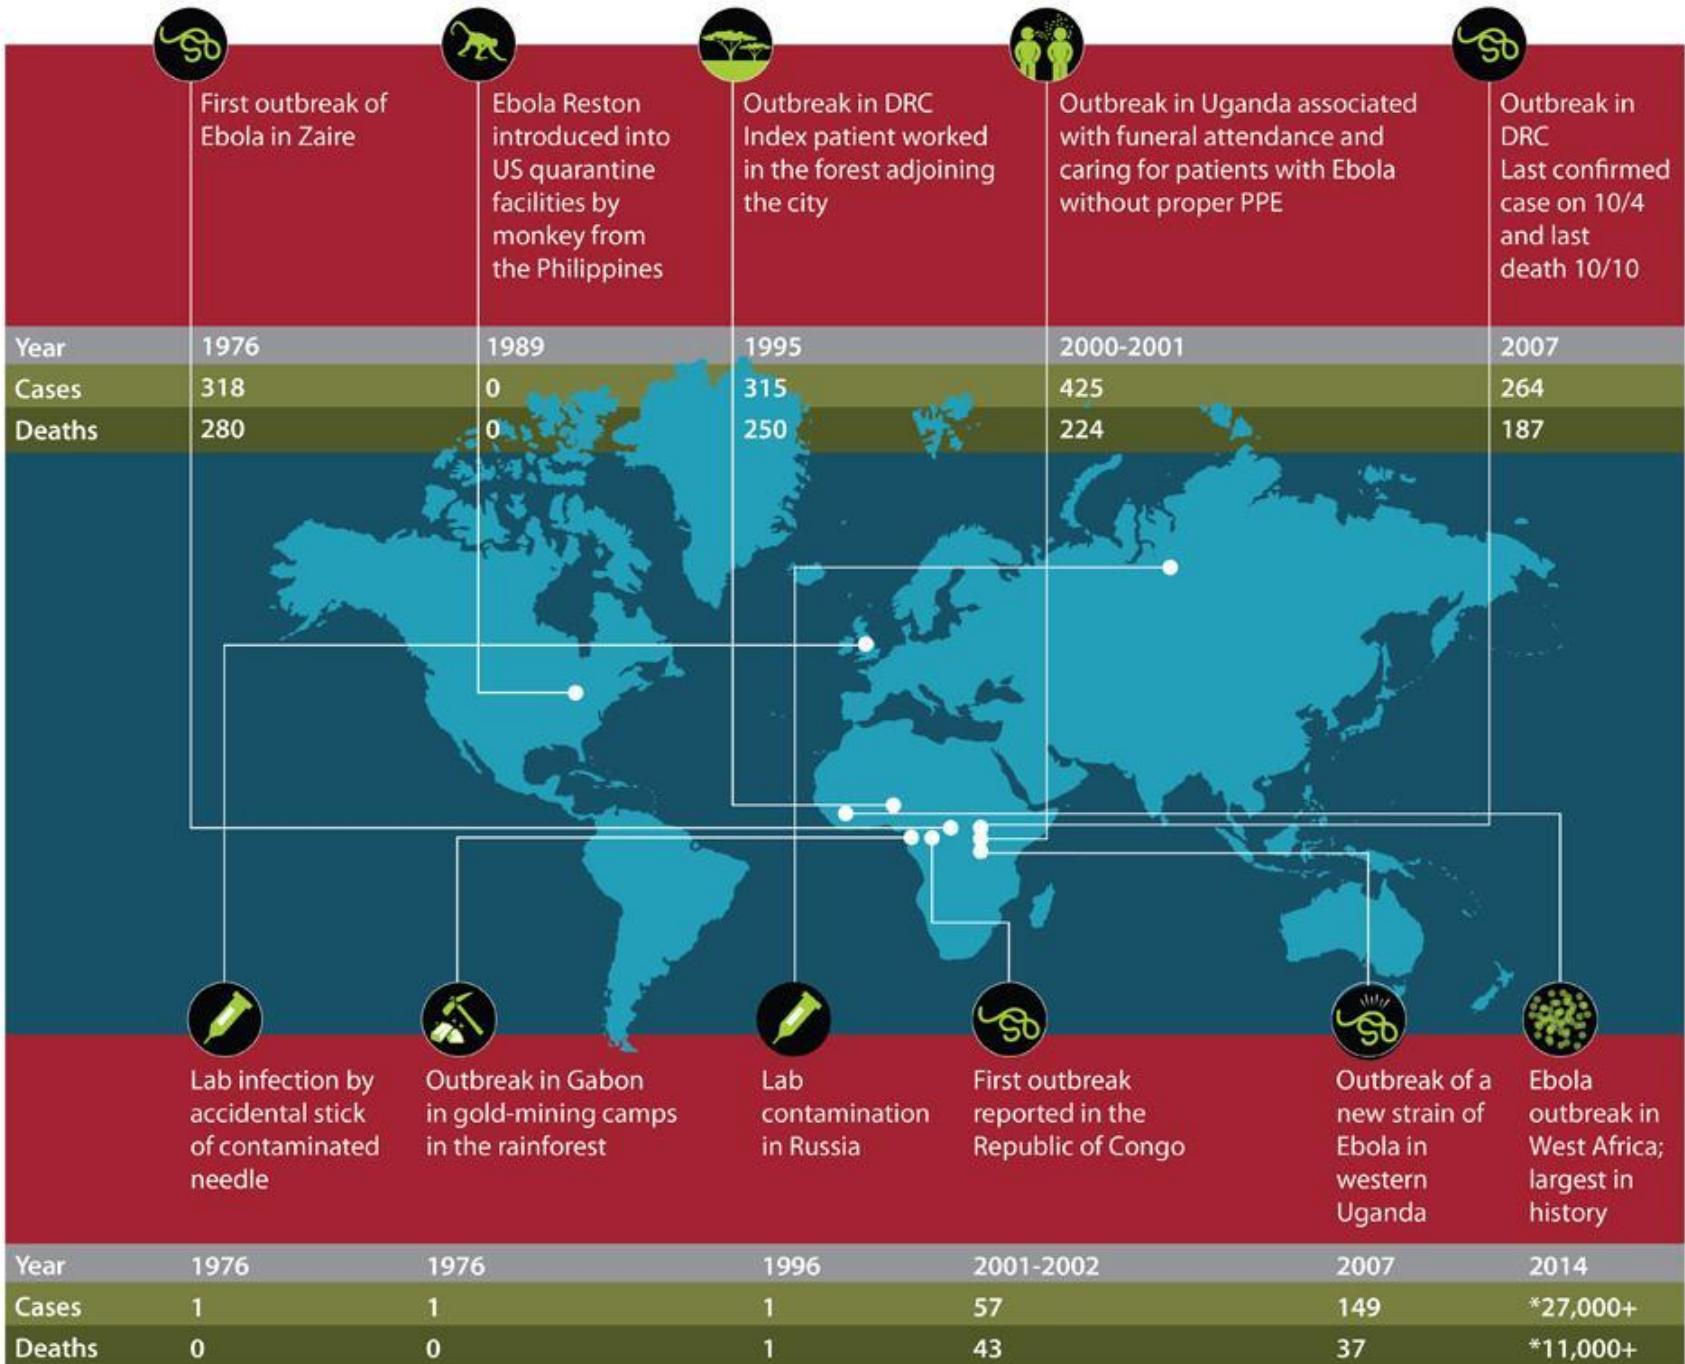 First outbreak of
Ebola in Zaire
Ebola Reston
introduced into
US quarantine
facilities by
monkey from
the Philippines
Outbreak in DRC
Index patient worked
in the forest adjoining
the city
Outbreak in Uganda associated
with funeral attendance and
caring for patients with Ebola
without proper PPE
Outbreak in
DRC
Last confirmed
case on 10/4
and last
death 10/10
Year 1976 1989 1995 2000-2001 2007
Cases 318 0 315 425 264
Deaths 280 0 250 224 187
Lab infection by
accidental stick
of contaminated
needle
Outbreak in Gabon
in gold-mining camps
in the rainforest
Lab
contamination
in Russia
First outbreak
reported in the
Republic of Congo
Outbreak of a
new strain of
Ebola in
western
Uganda
Ebola
outbreak in
West Africa;
largest in
history
Year 1976 1976 1996 2001-2002 2007 2014
Cases 1 1 1 57 149 *27,000+
Deaths 0 0 1 43 37 *11,000+